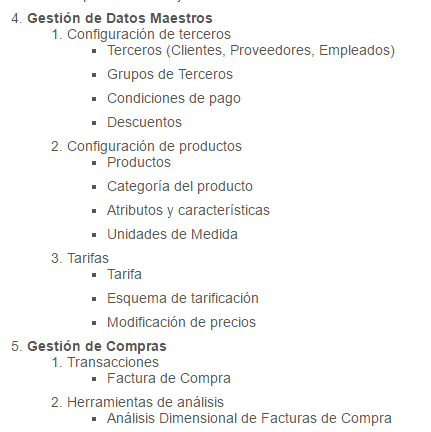 4. Gestión de Datos Maestros
1. Configuración de terceros
▪ Terceros (Clientes, Proveedores, Empleados)
▪ Grupos de Terceros
▪ Condiciones de pago
▪ Descuentos
2. Configuración de productos
▪ Productos
▪ Categoría del producto
▪ Atributos y características
▪ Unidades de Medida
3. Tarifas
▪ Tarifa
▪ Esquema de tarificación
▪ Modificación de precios
5. Gestión de Compras
1. Transacciones
▪ Factura de Compra
2. Herramientas de análisis
▪ Análisis Dimensional de Facturas de Compra